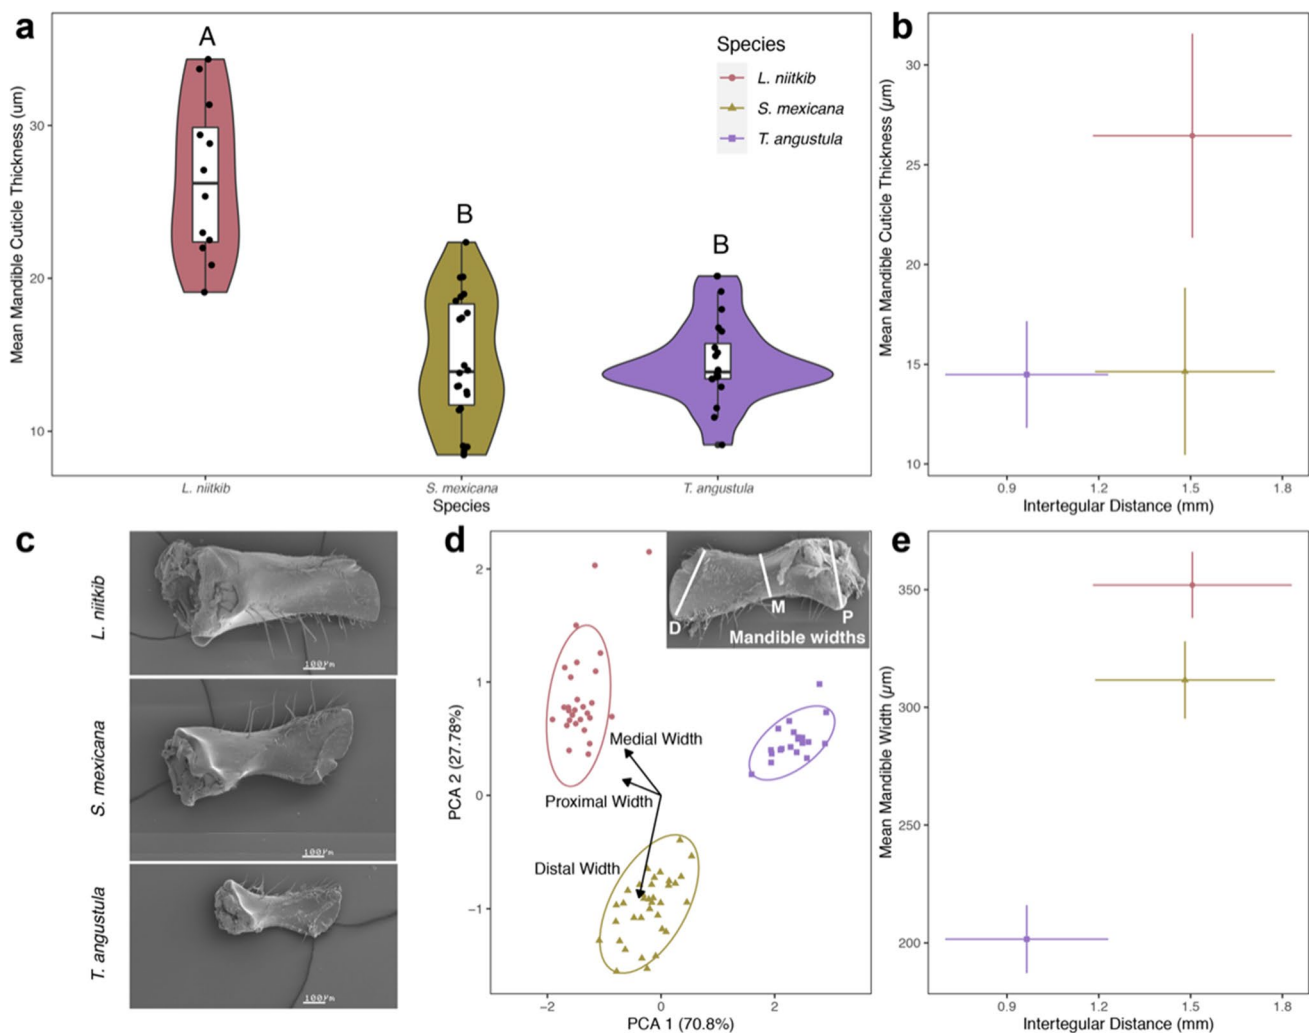 a
Mean Mandible Cuticle Thickness (um)
30
20
10
A
B
B
Species
L. niitkib
S. mexicana
T. angustula
L. niitkib
S. mexicana
T. angustula
Species
b
Mean Mandible Cuticle Thickness (µm)
30
25
20
15
10
0.9
1.2
1.5
1.8
Intertegular Distance (mm)
c
L. niitkib
100µm
S. mexicana
100µm
T. angustula
100µm
d
PCA 2 (27.78%)
2
1
0
−1
D
M
P
Mandible widths
Medial Width
Proximal Width
Distal Width
−2
0
2
PCA 1 (70.8%)
e
Mean Mandible Width (µm)
350
300
250
200
0.9
1.2
1.5
1.8
Intertegular Distance (mm)